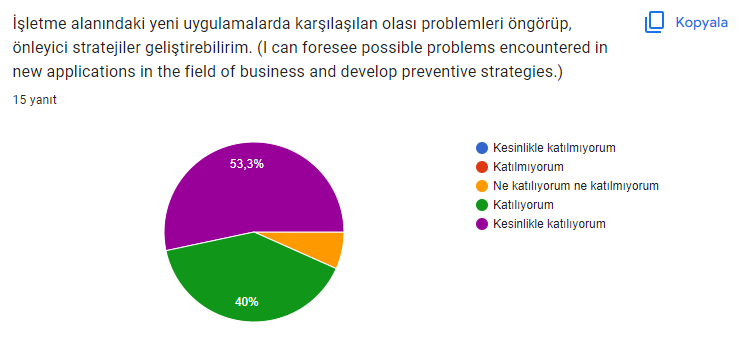 İşletme alanındaki yeni uygulamalarda karşılaşılan olası problemleri öngörüp,
önleyici stratejiler geliştirebilirim. (I can foresee possible problems encountered in
new applications in the field of business and develop preventive strategies.)
Kopyala
15 yanıt
53,3%
40%
Kesinlikle katılmıyorum
Katılmıyorum
Ne katılıyorum ne katılmıyorum
Katılıyorum
Kesinlikle katılıyorum